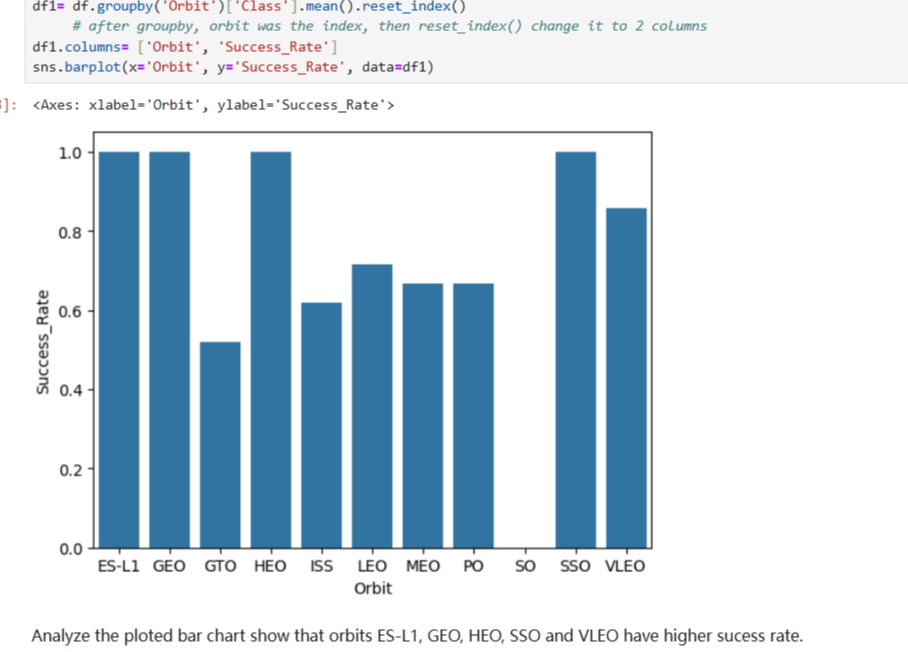 df1= df.groupby('Orbit')['Class'].mean().reset_index()
# after groupby, orbit was the index, then reset_index() change it to 2 columns
df1.columns= ['Orbit', 'Success_Rate']
sns.barplot(x='Orbit', y='Success_Rate', data=df1)
]: <Axes: xlabel='Orbit', ylabel='Success_Rate'>
1.0
0.8
0.6
0.4
0.2
0.0
Success_Rate
ES-L1 GEO GTO HEO ISS LEO MEO PO SO SSO VLEO
Orbit
Analyze the ploted bar chart show that orbits ES-L1, GEO, HEO, SSO and VLEO have higher sucess rate.